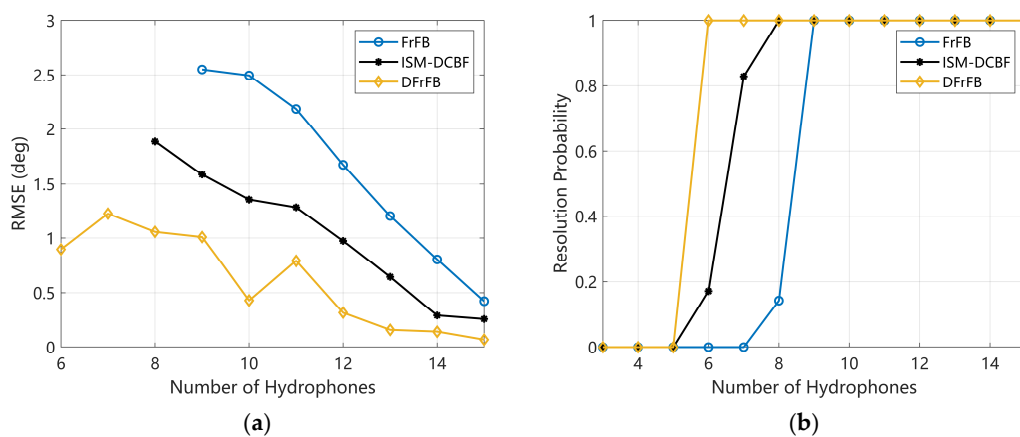 3
2.5
2
1.5
1
0.5
0
6
8
10
12
14
RMSE (deg)
Number of Hydrophones
FrFB
ISM-DCBF
DFrFB
(a)
1
0.8
0.6
0.4
0.2
0
4
6
8
10
12
14
Resolution Probability
Number of Hydrophones
FrFB
ISM-DCBF
DFrFB
(b)